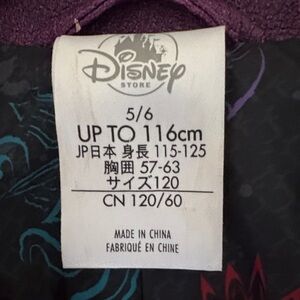 Disney
STORE
5/6
UP TO 116cm
JP日本 身長 115-125
胸囲 57-63
サイズ120
CN 120/60
MADE IN CHINA
FABRIQUÉ EN CHINE